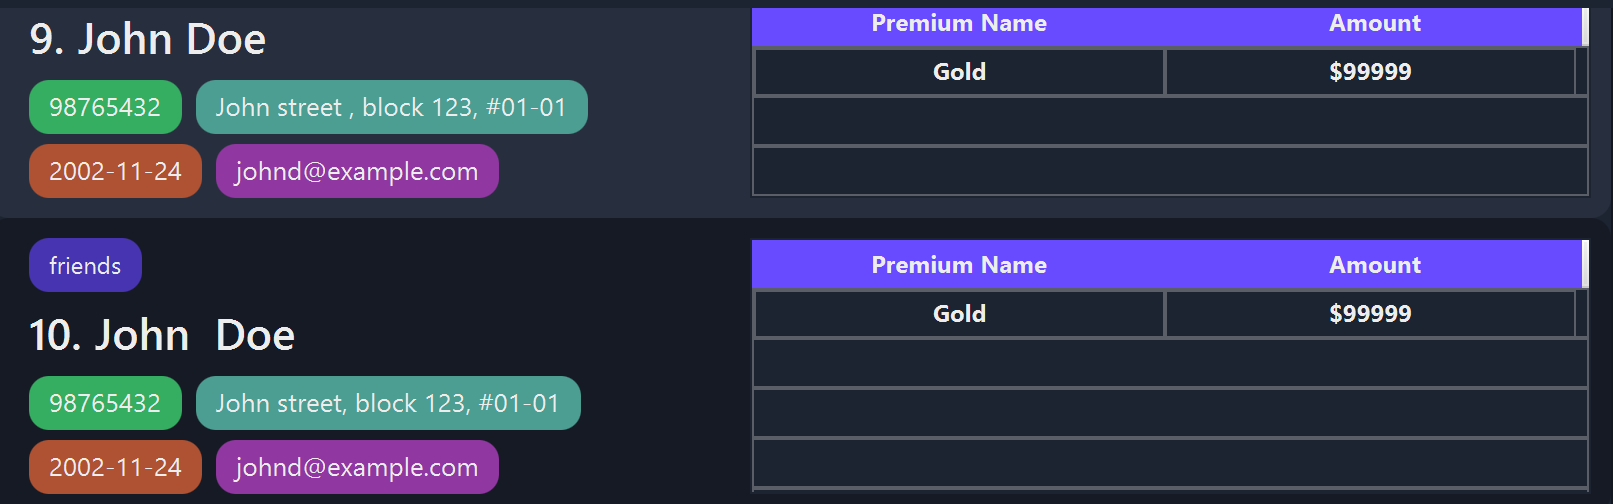 9. John Doe
98765432 John street , block 123, #01-01
2002-11-24 johnd@example.com
Premium Name Amount
Gold $99999
friends
10. John  Doe
98765432 John street, block 123, #01-01
2002-11-24 johnd@example.com
Premium Name Amount
Gold $99999